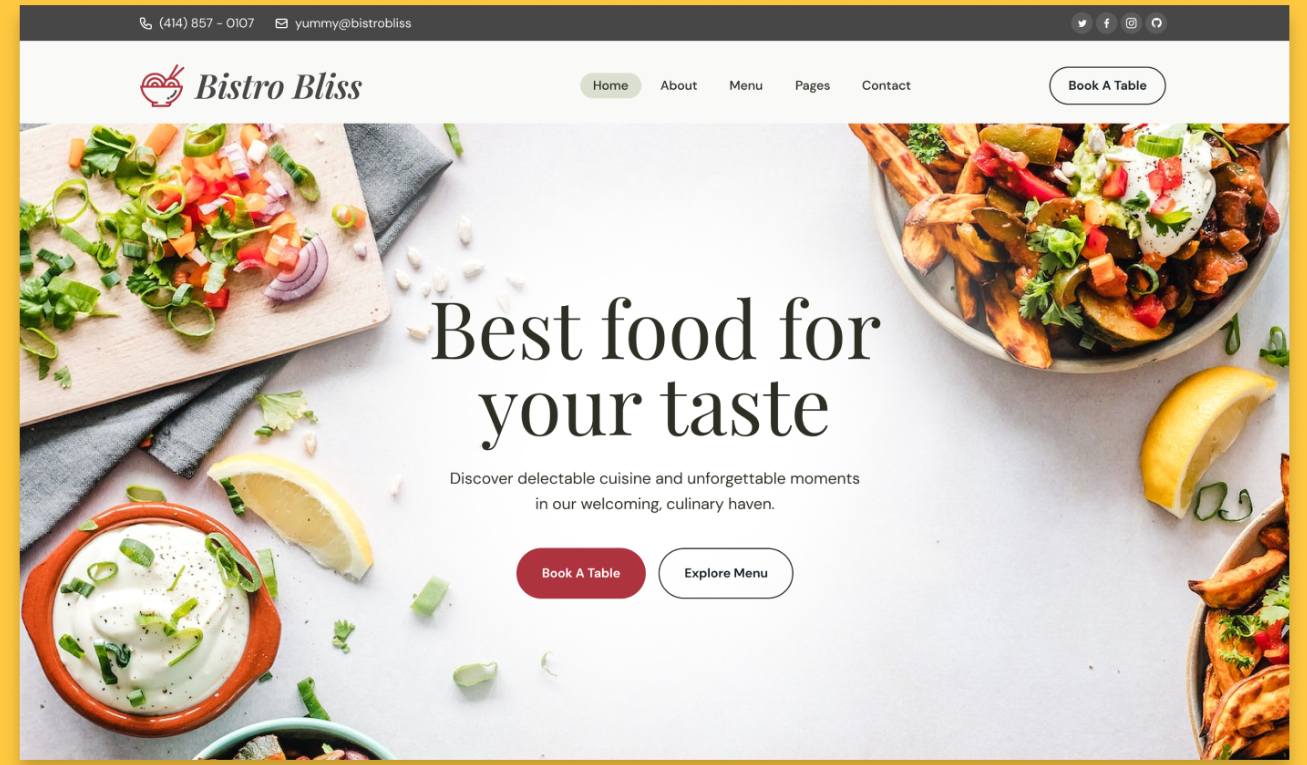 (414) 857 - 0107 yummy@bistrobliss
Bistro Bliss
Home About Menu Pages Contact
Book A Table
Best food for
your taste
Discover delectable cuisine and unforgettable moments
in our welcoming, culinary haven.
Book A Table Explore Menu